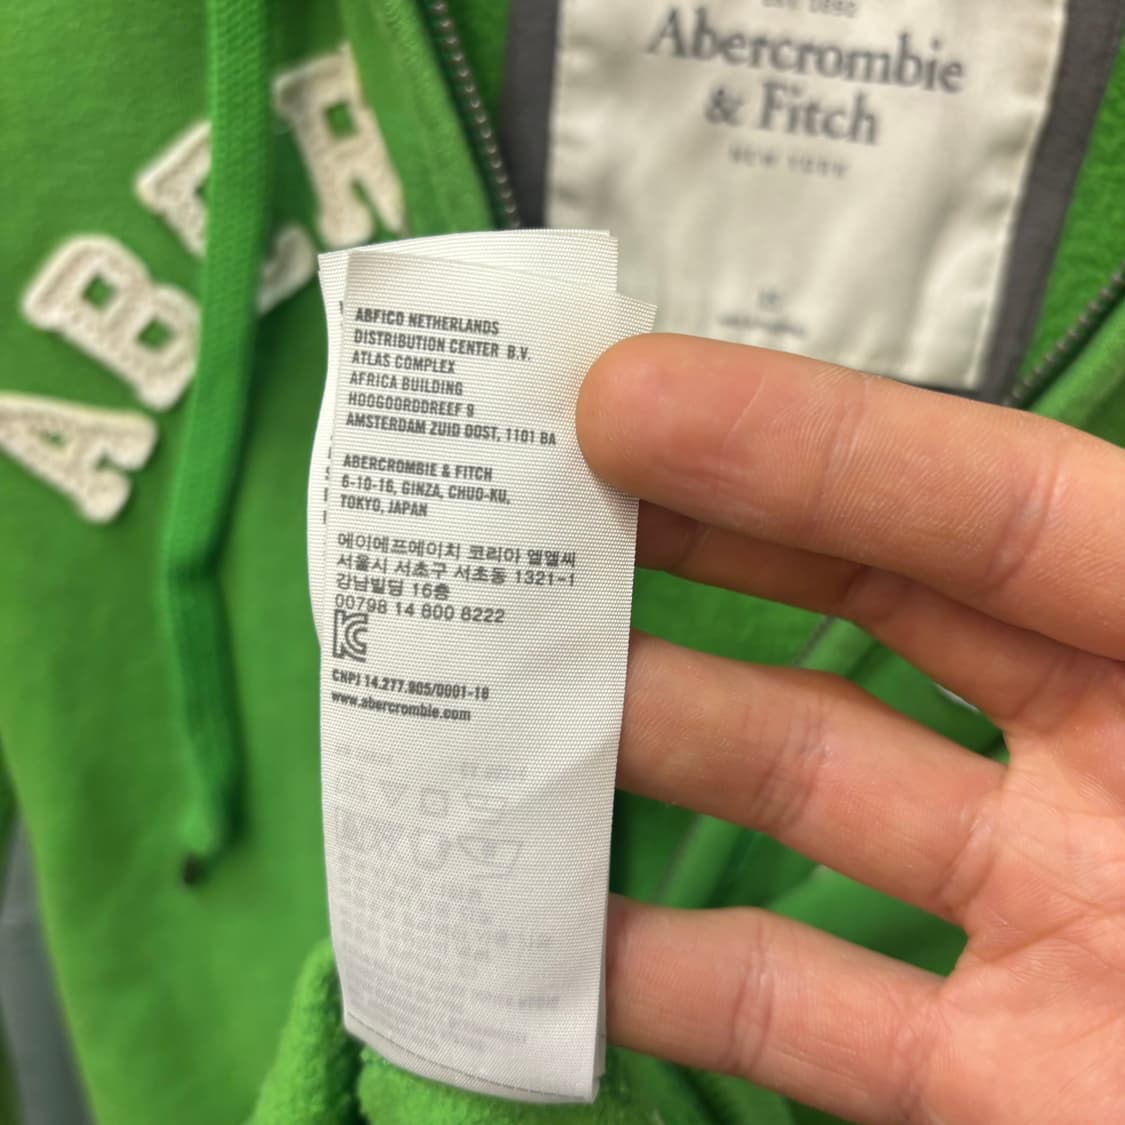 Abercrombie
& Fitch
NEW YORK
ABER
ABFICO NETHERLANDS
DISTRIBUTION CENTER B.V.
ATLAS COMPLEX
AFRICA BUILDING
HOOGOORDDREEF 9
AMSTERDAM ZUID OOST, 1101 BA
ABERCROMBIE & FITCH
6-10-16, GINZA, CHUO-KU,
TOKYO, JAPAN
에이에프에이치 코리아 엘엘씨
서울시 서초구 서초동 1321-1
강남빌딩 16층
00798 14 800 8222
CNPJ 14.277.905/0001-18
www.abercrombie.com